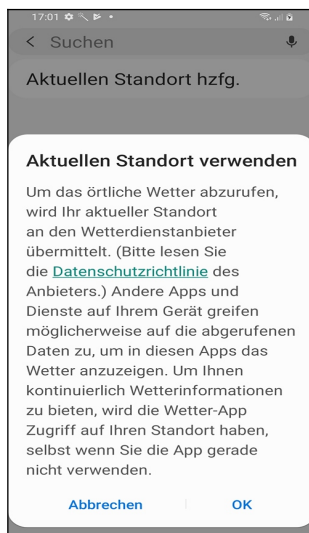 17:01
Suchen
Aktuellen Standort hzfg.
Aktuellen Standort verwenden
Um das örtliche Wetter abzurufen,
wird Ihr aktueller Standort
an den Wetterdienstanbieter
übermittelt. (Bitte lesen Sie
die Datenschutzrichtlinie des
Anbieters.) Andere Apps und
Dienste auf Ihrem Gerät greifen
möglicherweise auf die abgerufenen
Daten zu, um in diesen Apps das
Wetter anzuzeigen. Um Ihnen
kontinuierlich Wetterinformationen
zu bieten, wird die Wetter-App
Zugriff auf Ihren Standort haben,
selbst wenn Sie die App gerade
nicht verwenden.
Abbrechen OK